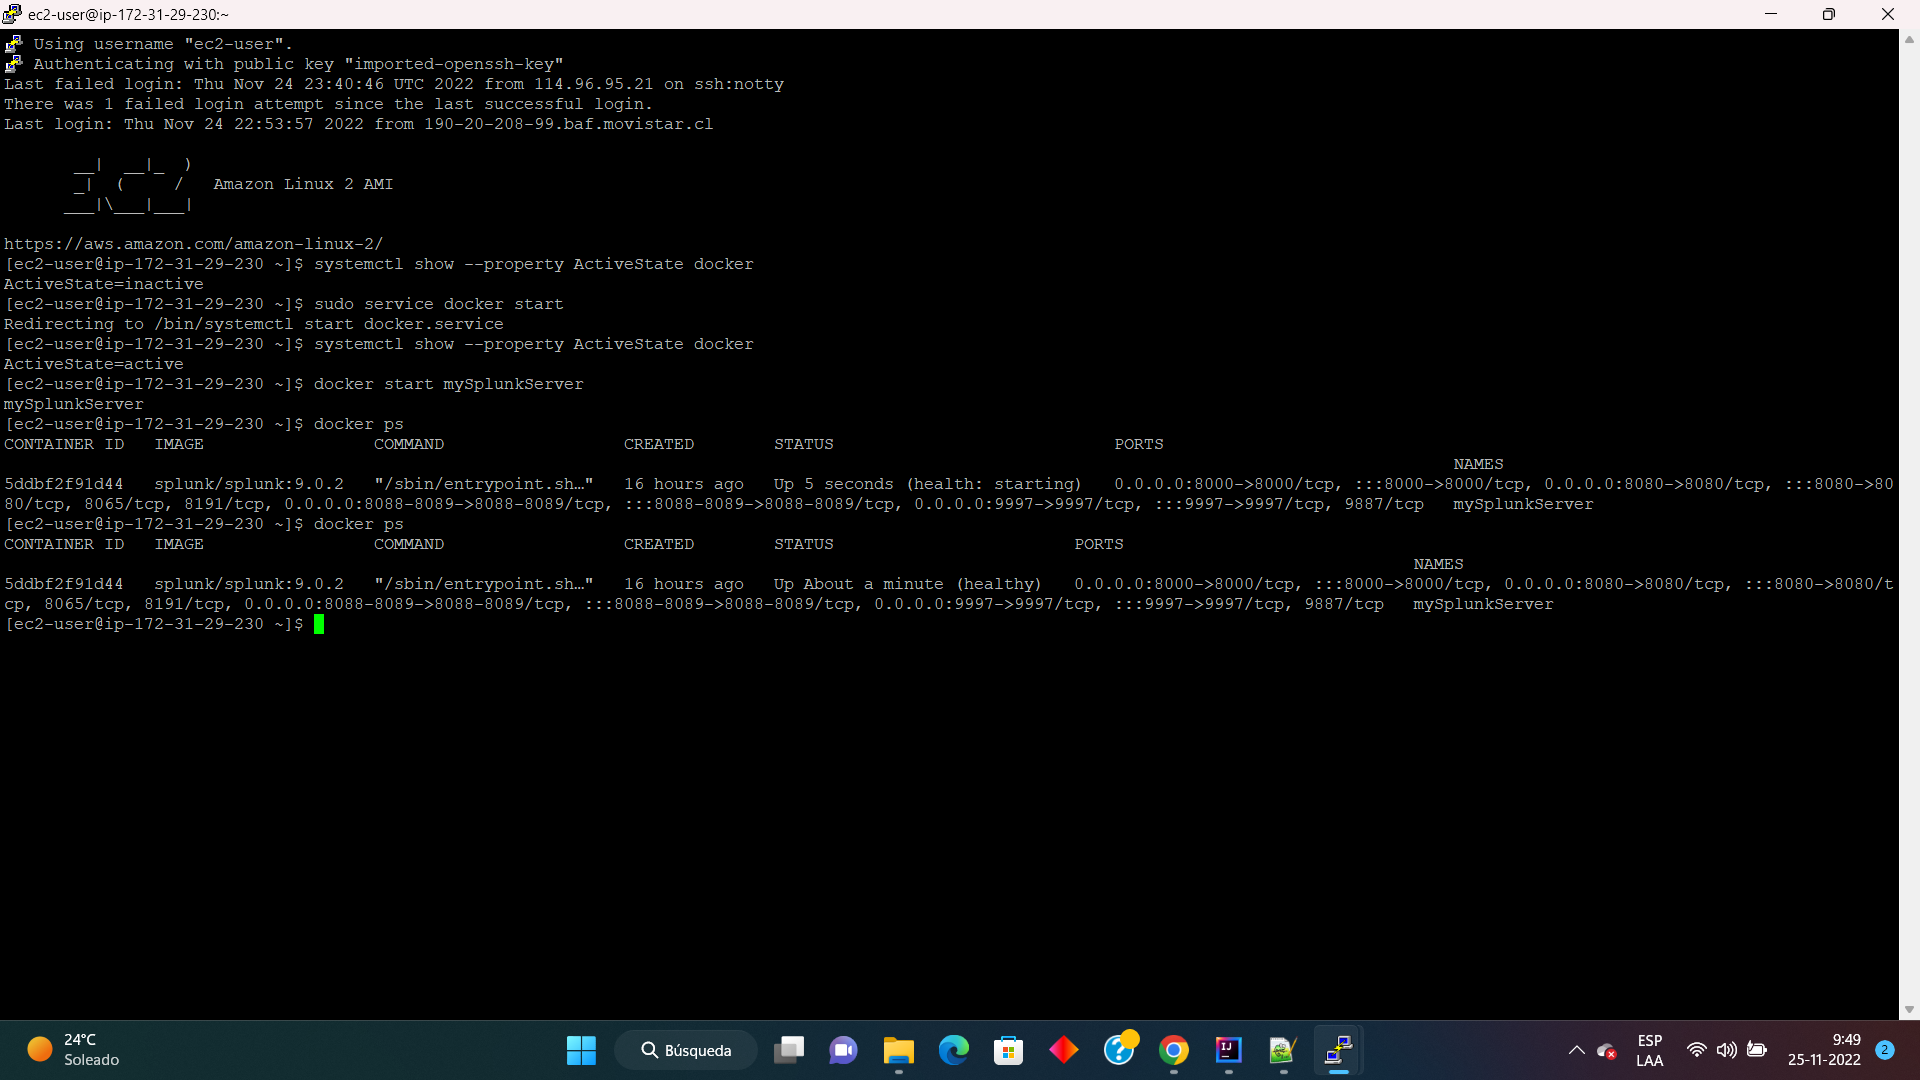 ec2-user@ip-172-31-29-230:~
Using username "ec2-user".
Authenticating with public key "imported-openssh-key"
Last failed login: Thu Nov 24 23:40:46 UTC 2022 from 114.96.95.21 on ssh:notty
There was 1 failed login attempt since the last successful login.
Last login: Thu Nov 24 22:53:57 2022 from 190-20-208-99.baf.movistar.cl
       __|  __|_  )
       _|  (     /   Amazon Linux 2 AMI
      ___|\___|___|
https://aws.amazon.com/amazon-linux-2/
[ec2-user@ip-172-31-29-230 ~]$ systemctl show --property ActiveState docker
ActiveState=inactive
[ec2-user@ip-172-31-29-230 ~]$ sudo service docker start
Redirecting to /bin/systemctl start docker.service
[ec2-user@ip-172-31-29-230 ~]$ systemctl show --property ActiveState docker
ActiveState=active
[ec2-user@ip-172-31-29-230 ~]$ docker start mySplunkServer
mySplunkServer
[ec2-user@ip-172-31-29-230 ~]$ docker ps
CONTAINER ID   IMAGE                 COMMAND                  CREATED        STATUS                            PORTS
NAMES
5ddbf2f91d44   splunk/splunk:9.0.2   "/sbin/entrypoint.sh…"   16 hours ago   Up 5 seconds (health: starting)   0.0.0.0:8000->8000/tcp, :::8000->8000/tcp, 0.0.0.0:8080->8080/tcp, :::8080->80
80/tcp, 8065/tcp, 8191/tcp, 0.0.0.0:8088-8089->8088-8089/tcp, :::8088-8089->8088-8089/tcp, 0.0.0.0:9997->9997/tcp, :::9997->9997/tcp, 9887/tcp   mySplunkServer
[ec2-user@ip-172-31-29-230 ~]$ docker ps
CONTAINER ID   IMAGE                 COMMAND                  CREATED        STATUS                        PORTS
NAMES
5ddbf2f91d44   splunk/splunk:9.0.2   "/sbin/entrypoint.sh…"   16 hours ago   Up About a minute (healthy)   0.0.0.0:8000->8000/tcp, :::8000->8000/tcp, 0.0.0.0:8080->8080/tcp, :::8080->8080/t
cp, 8065/tcp, 8191/tcp, 0.0.0.0:8088-8089->8088-8089/tcp, :::8088-8089->8088-8089/tcp, 0.0.0.0:9997->9997/tcp, :::9997->9997/tcp, 9887/tcp   mySplunkServer
[ec2-user@ip-172-31-29-230 ~]$
24°C
Soleado
Búsqueda
IJ
ESP
LAA
9:49
25-11-2022
2